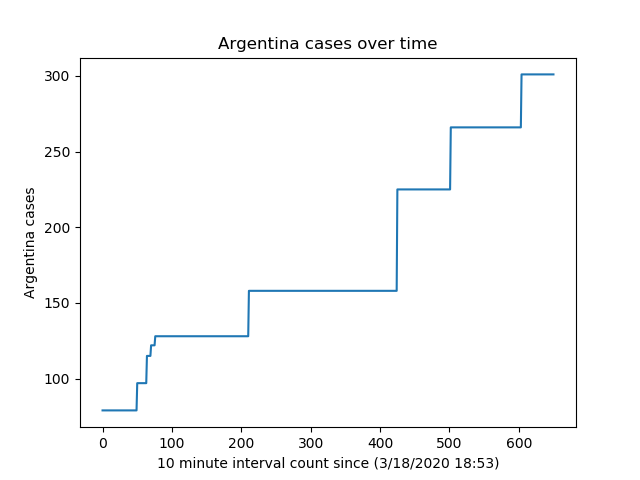 Argentina cases over time
300
250
200
150
100
Argentina cases
0 100 200 300 400 500 600
10 minute interval count since (3/18/2020 18:53)